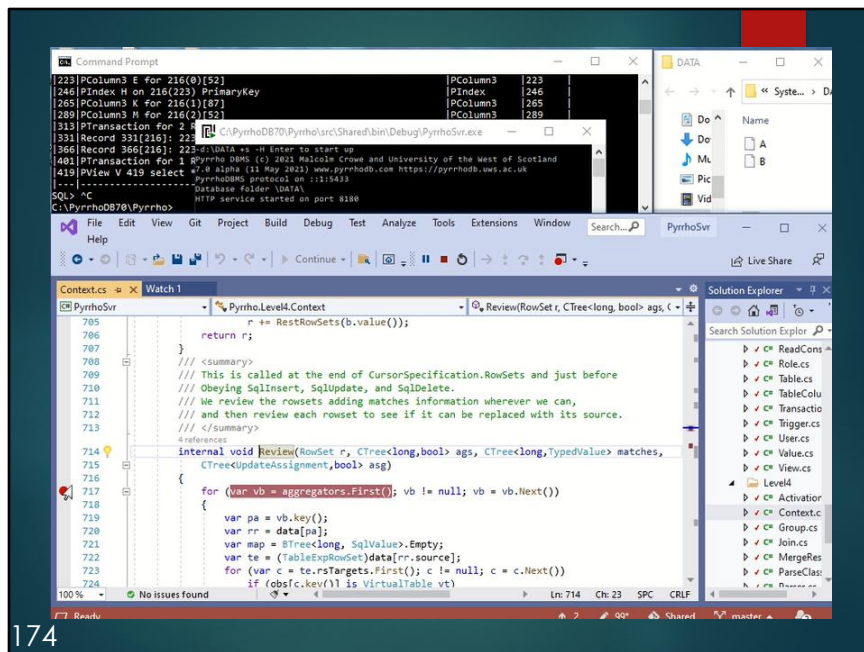 Command Prompt
|223|PColumn3 E for 216(0)[52] |PColumn3 |223 |
|246|PIndex H on 216(223) PrimaryKey |PIndex |246 |
|265|PColumn3 K for 216(1)[87] |PColumn3 |265 |
|289|PColumn3 M for 216(2)[52] |PColumn3 |289 |
|313|PTransaction for 2 R
|331|Record 331[216]: 223
|366|Record 366[216]: 223
|401|PTransaction for 1 R
|419|PView V 419 select *
|---|
SQL> ^C
C:\PyrrhoDB70\Pyrrho>
C:\PyrrhoDB70\Pyrrho\src\Shared\bin\Debug\PyrrhoSvr.exe
-d:\DATA +s -H Enter to start up
Pyrrho DBMS (c) 2021 Malcolm Crowe and University of the West of Scotland
7.0 alpha (11 May 2021) www.pyrrhodb.com https://pyrrhodb.uws.ac.uk
PyrrhoDBMS protocol on ::1:5433
Database folder \DATA\
HTTP service started on port 8180
DATA
« Syste... > DA
Do
Do
Mu
Pic
Vid
Name
A
B
File Edit View Git Project Build Debug Test Analyze Tools Extensions Window Search... PyrrhoSvr
Help
Continue
Live Share
Context.cs Watch 1
PyrrhoSvr Pyrrho.Level4.Context Review(RowSet r, CTree<long, bool> ags, (
705 r += RestRowSets(b.value());
706 return r;
707 }
708 /// <summary>
709 /// This is called at the end of CursorSpecification.RowSets and just before
710 /// Obeying SqlInsert, SqlUpdate, and SqlDelete.
711 /// We review the rowsets adding matches information wherever we can,
712 /// and then review each rowset to see if it can be replaced with its source.
713 /// </summary>
4 references
714 internal void Review(RowSet r, CTree<long,bool> ags, CTree<long,TypedValue> matches,
715 CTree<UpdateAssignment,bool> asg)
716 {
717 for (var vb = aggregators.First(); vb != null; vb = vb.Next())
718 {
719 var pa = vb.key();
720 var rr = data[pa];
721 var map = BTree<long, SqlValue>.Empty;
722 var te = (TableExpRowSet)data[rr.source];
723 for (var c = te.rsTargets.First(); c != null; c = c.Next())
724 if (obs[c.key()] is VirtualTable vt)
100 % No issues found Ln: 714 Ch: 23 SPC CRLF
Solution Explorer
Search Solution Explor
C# ReadCons
C# Role.cs
C# Table.cs
C# TableColu
C# Transactio
C# Trigger.cs
C# User.cs
C# Value.cs
C# View.cs
Level4
C# Activation
C# Context.c
C# Group.cs
C# Join.cs
C# MergeRes
C# ParseClas
C# Parser.cs
Ready 2 99+ Shared master
174